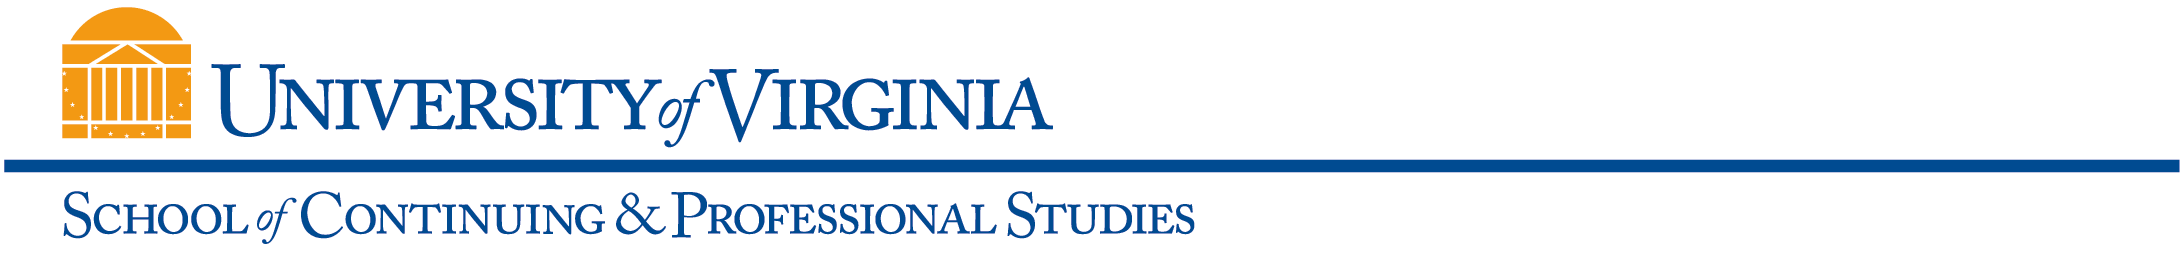 UNIVERSITY of VIRGINIA
SCHOOL of CONTINUING & PROFESSIONAL STUDIES